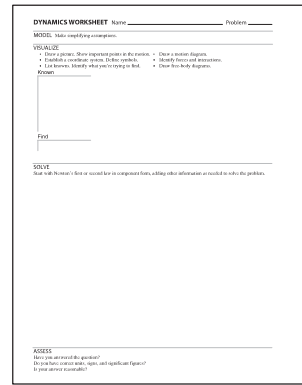 DYNAMICS WORKSHEET Name Problem
MODEL Make simplifying assumptions.
VISUALIZE
• Draw a picture. Show important points in the motion. • Draw a motion diagram.
• Establish a coordinate system. Define symbols. • Identify forces and interactions.
• List knowns. Identify what you're trying to find. • Draw free-body diagrams.
Known
Find
SOLVE
Start with Newton's first or second law in component form, adding other information as needed to solve the problem.
ASSESS
Have you answered the question?
Do you have correct units, signs, and significant figures?
Is your answer reasonable?